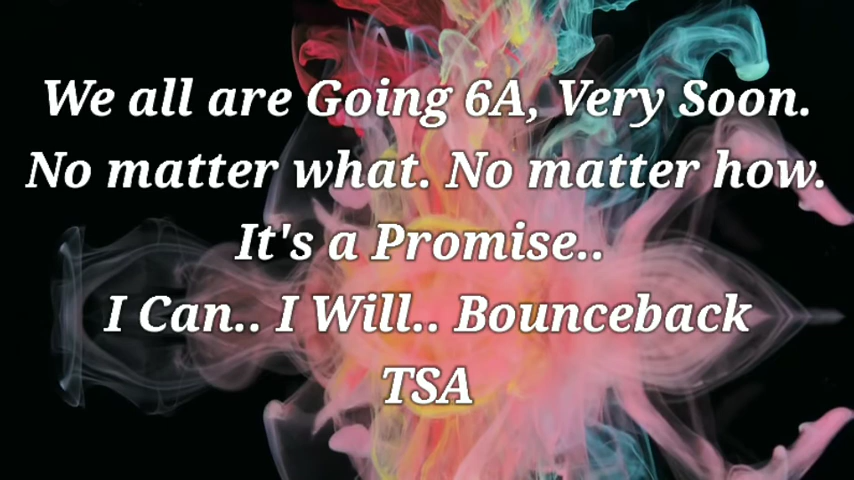 We all are Going 6A, Very Soon.
No matter what. No matter how.
It's a Promise..
I Can.. I Will.. Bounceback
TSA